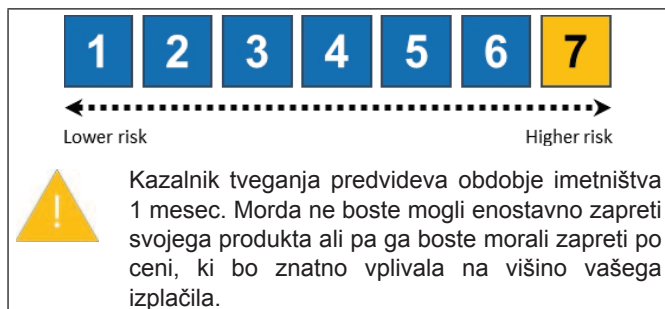 1 2 3 4 5 6 7
Lower risk Higher risk
!
Kazalnik tveganja predvideva obdobje imetništva
1 mesec. Morda ne boste mogli enostavno zapreti
svojega produkta ali pa ga boste morali zapreti po
ceni, ki bo znatno vplivala na višino vašega
izplačila.